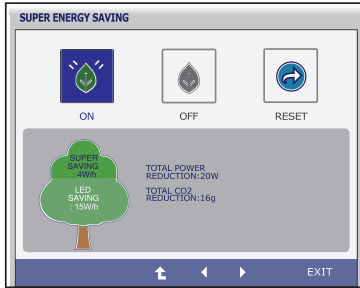 SUPER ENERGY SAVING
ON
OFF
RESET
SUPER
SAVING
: 4W/h
LED
SAVING
: 15W/h
TOTAL POWER
REDUCTION:20W
TOTAL CO2
REDUCTION:16g
EXIT